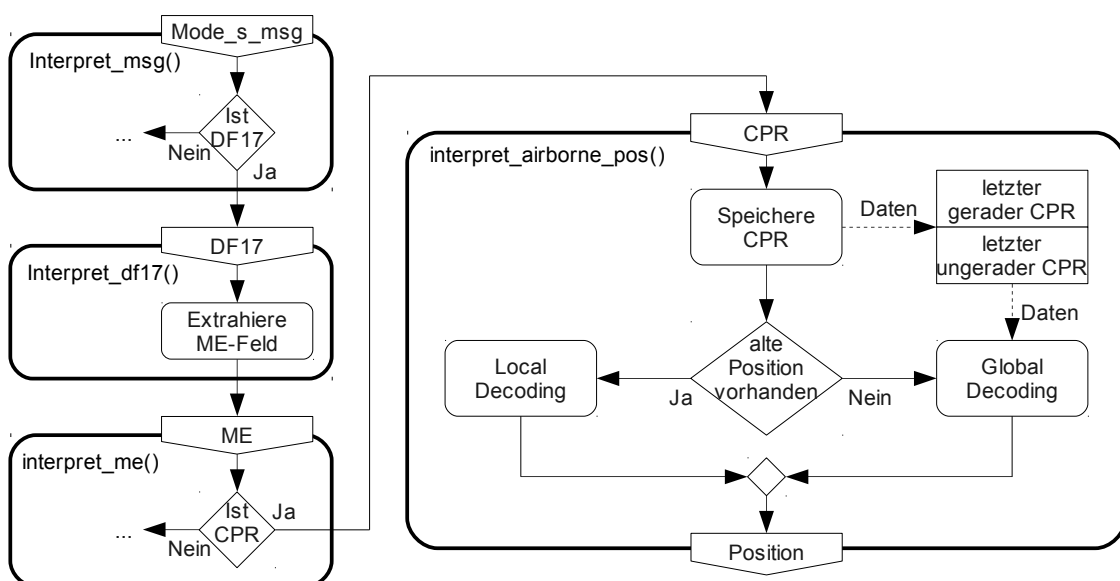 Mode_s_msg
Interpret_msg()
Ist
DF17
...
Nein
Ja
DF17
Interpret_df17()
Extrahiere
ME-Feld
ME
interpret_me()
Ist
CPR
Ja
...
Nein
CPR
interpret_airborne_pos()
Speichere
CPR
Daten
letzter
gerader CPR
letzter
ungerader CPR
Daten
alte
Position
vorhanden
Ja
Nein
Local
Decoding
Global
Decoding
Position